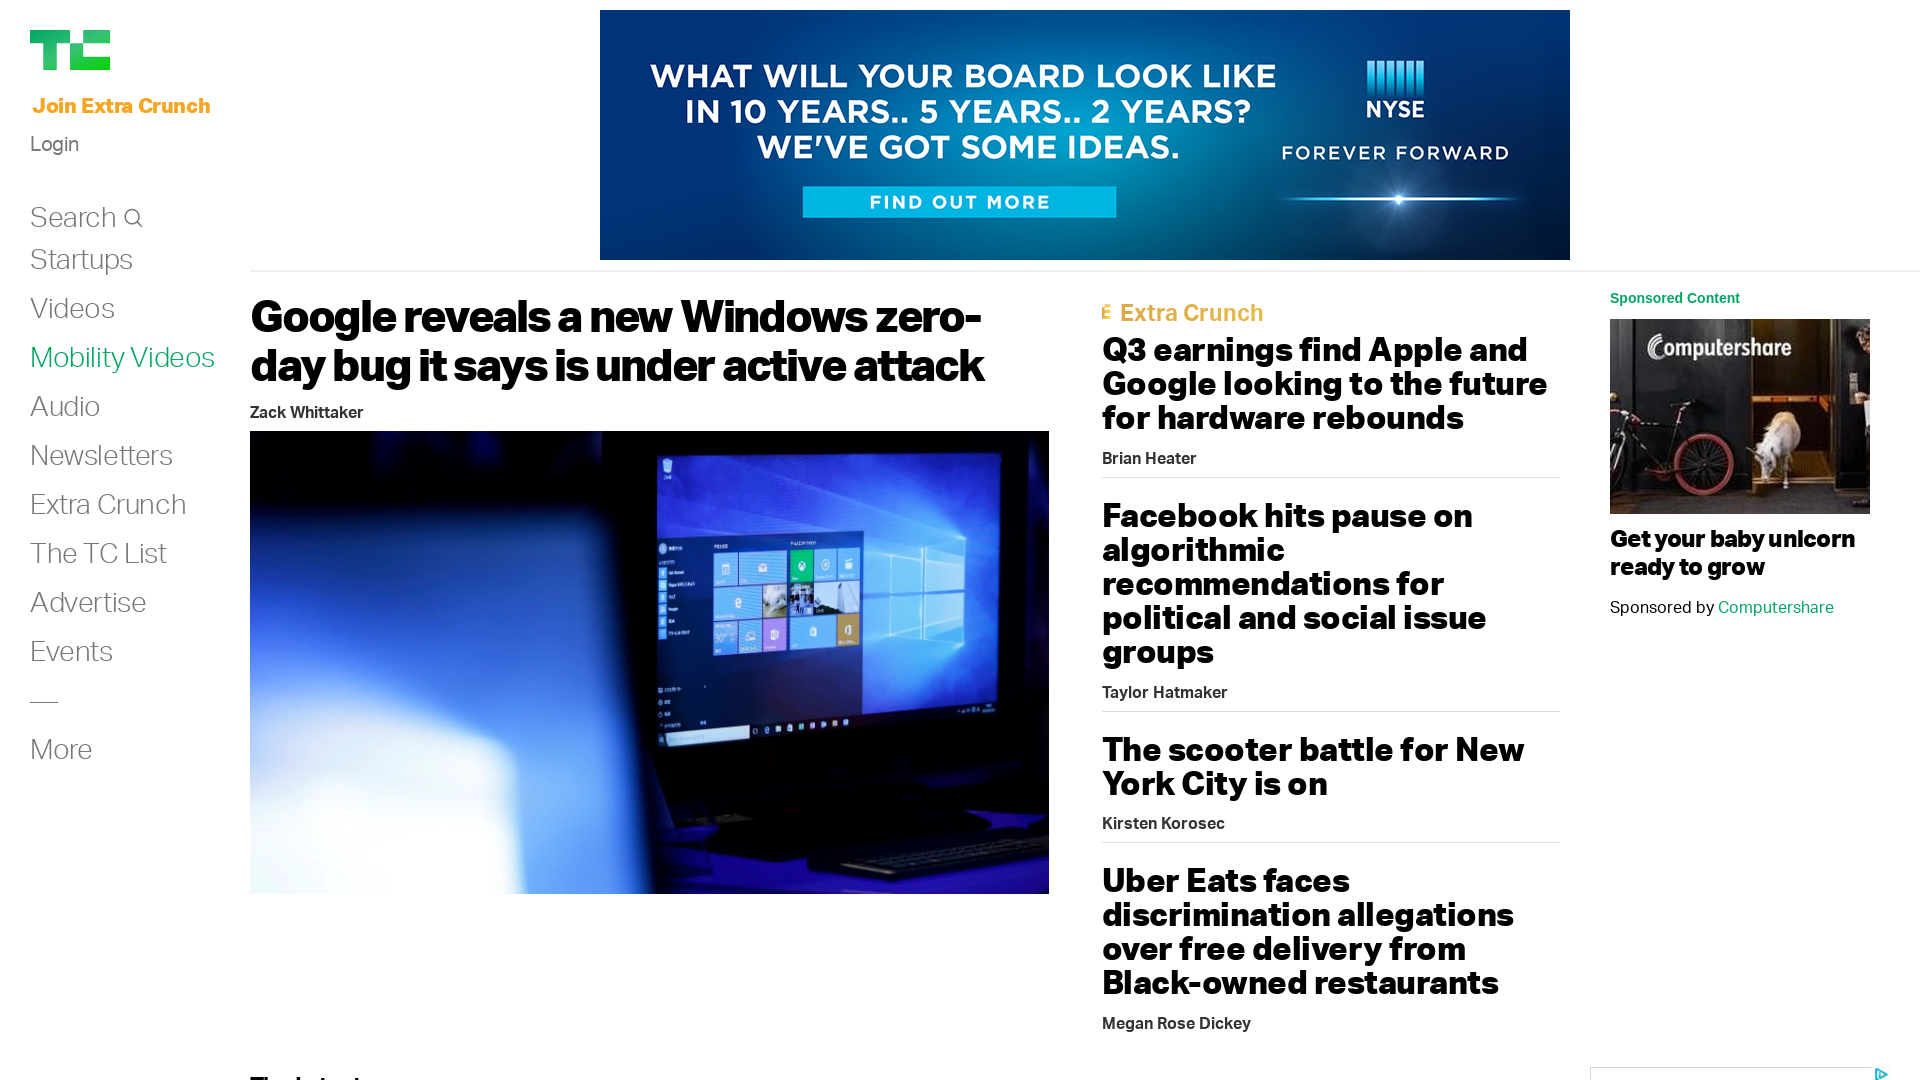 TC
Join Extra Crunch
Login
Search
Startups
Videos
Mobility Videos
Audio
Newsletters
Extra Crunch
The TC List
Advertise
Events
More
WHAT WILL YOUR BOARD LOOK LIKE
IN 10 YEARS.. 5 YEARS.. 2 YEARS?
WE'VE GOT SOME IDEAS.
FIND OUT MORE
NYSE
FOREVER FORWARD
Google reveals a new Windows zero-
day bug it says is under active attack
Zack Whittaker
Extra Crunch
Q3 earnings find Apple and
Google looking to the future
for hardware rebounds
Brian Heater
Facebook hits pause on
algorithmic
recommendations for
political and social issue
groups
Taylor Hatmaker
The scooter battle for New
York City is on
Kirsten Korosec
Uber Eats faces
discrimination allegations
over free delivery from
Black-owned restaurants
Megan Rose Dickey
Sponsored Content
Computershare
Get your baby unicorn
ready to grow
Sponsored by Computershare